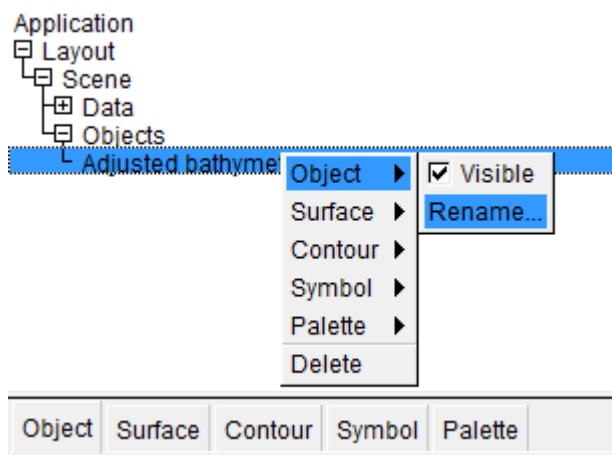 Application
Layout
Scene
Data
Objects
Adjusted
Object
Surface
Contour
Symbol
Palette
Delete
Visible
Rename...
Object Surface Contour Symbol Palette